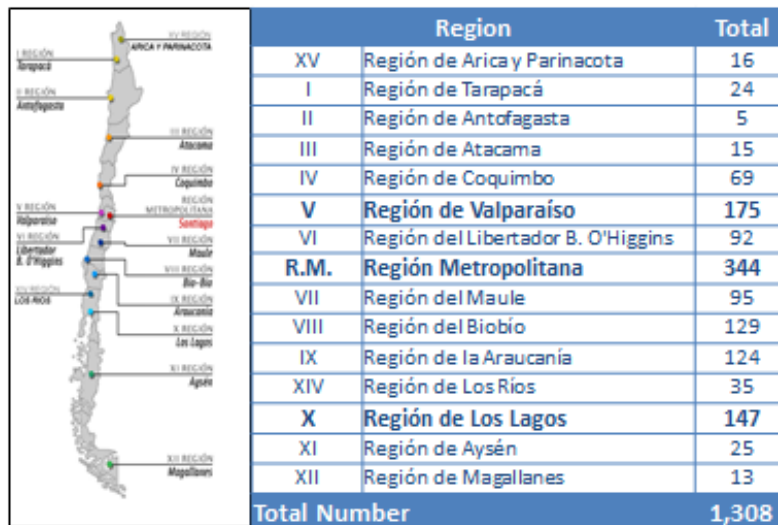 XV REGIÓN
ARICA Y PARINACOTA
I REGIÓN
Tarapacá
II REGIÓN
Antofagasta
III REGIÓN
Atacama
IV REGIÓN
Coquimbo
REGIÓN
METROPOLITANA
Santiago
V REGIÓN
Valparaíso
VI REGIÓN
Libertador
B. O'Higgins
VII REGIÓN
Maule
VIII REGIÓN
Bío-Bío
IX REGIÓN
Araucanía
XIV REGIÓN
LOS RIOS
X REGIÓN
Los Lagos
XI REGIÓN
Aysén
XII REGIÓN
Magallanes
Region Total
XV Región de Arica y Parinacota 16
I Región de Tarapacá 24
II Región de Antofagasta 5
III Región de Atacama 15
IV Región de Coquimbo 69
V Región de Valparaíso 175
VI Región del Libertador B. O'Higgins 92
R.M. Región Metropolitana 344
VII Región del Maule 95
VIII Región del Biobío 129
IX Región de la Araucanía 124
XIV Región de Los Ríos 35
X Región de Los Lagos 147
XI Región de Aysén 25
XII Región de Magallanes 13
Total Number 1,308